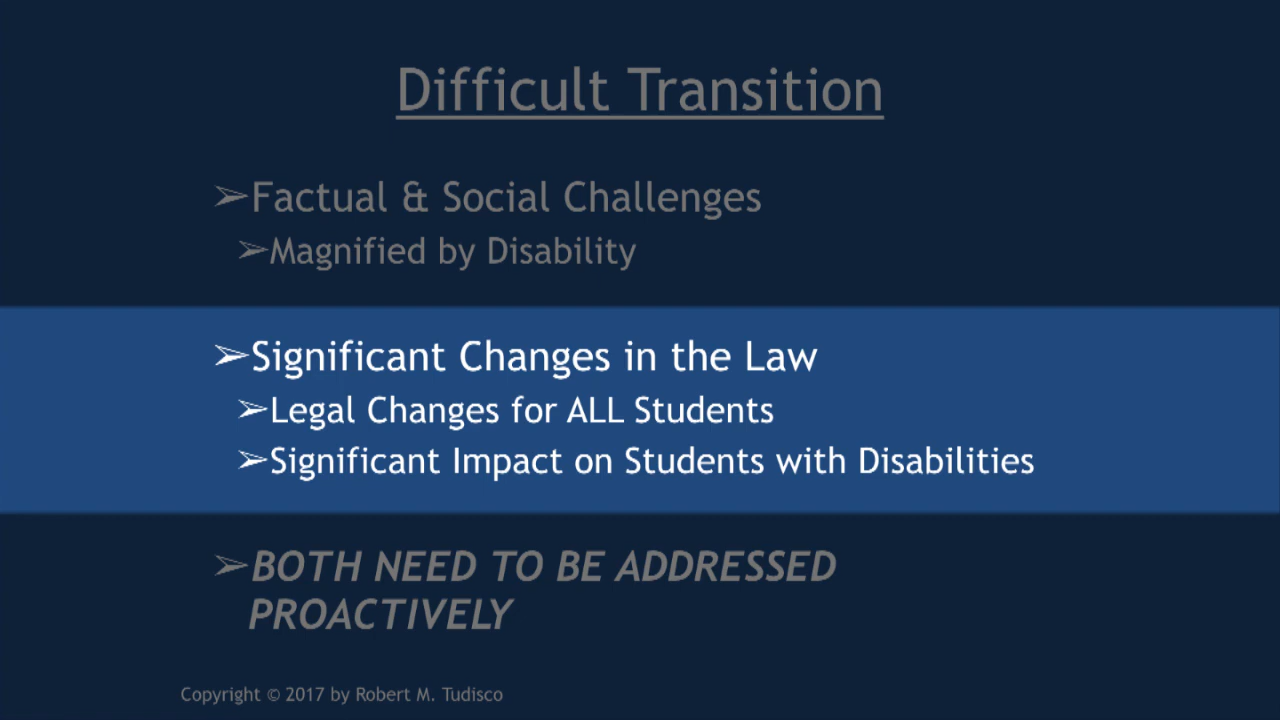 Difficult Transition
➢Factual & Social Challenges
➢Magnified by Disability
➢Significant Changes in the Law
➢Legal Changes for ALL Students
➢Significant Impact on Students with Disabilities
➢BOTH NEED TO BE ADDRESSED
PROACTIVELY
Copyright © 2017 by Robert M. Tudisco